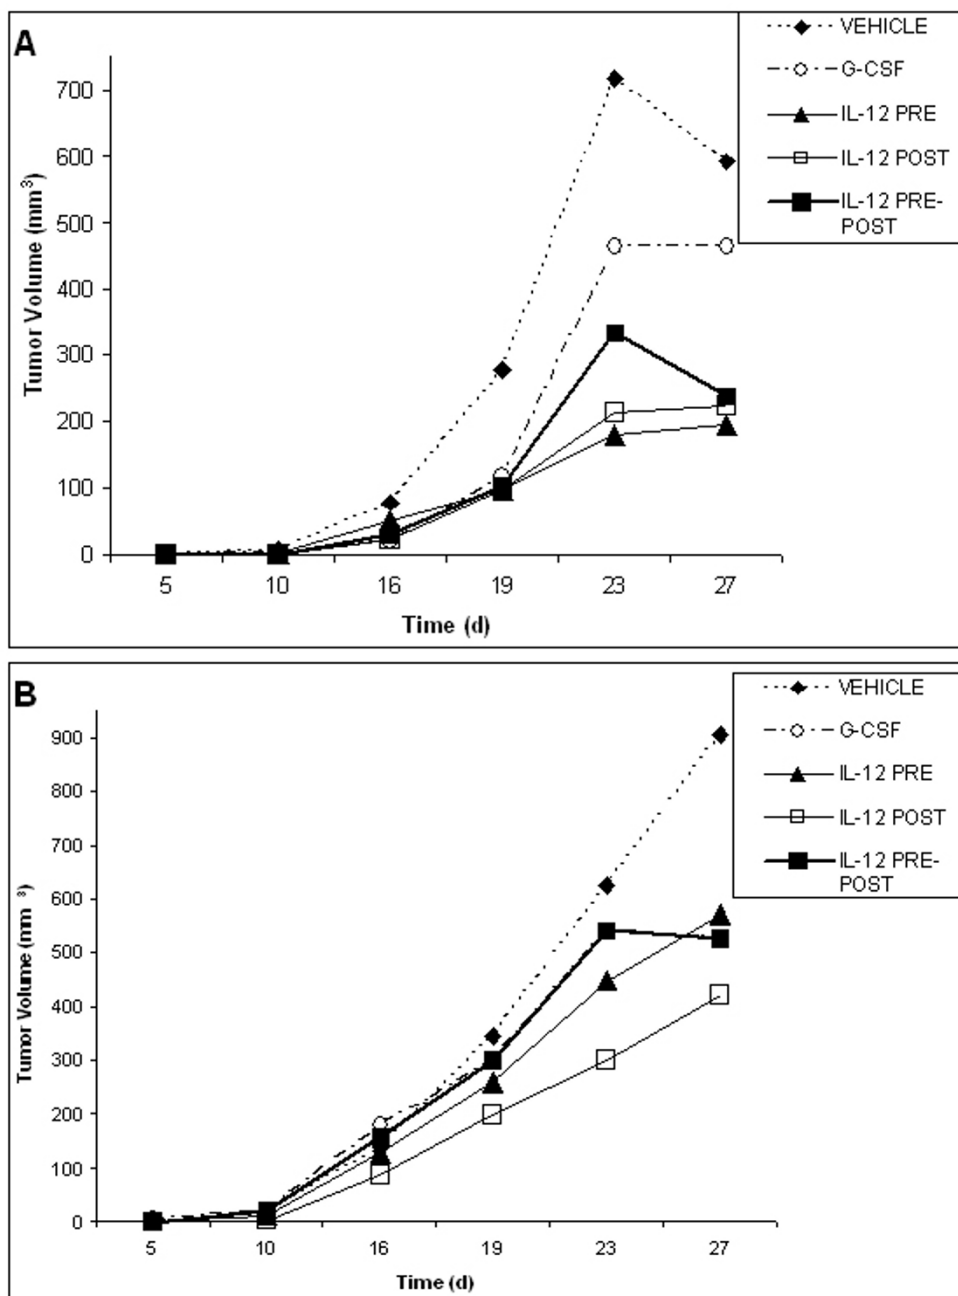 A
VEHICLE
G-CSF
IL-12 PRE
IL-12 POST
IL-12 PRE-
POST
700
600
500
400
300
200
100
0
Tumor Volume (mm³)
5 10 16 19 23 27
Time (d)
B
VEHICLE
G-CSF
IL-12 PRE
IL-12 POST
IL-12 PRE-
POST
900
800
700
600
500
400
300
200
100
0
Tumor Volume (mm ³)
5 10 16 19 23 27
Time (d)